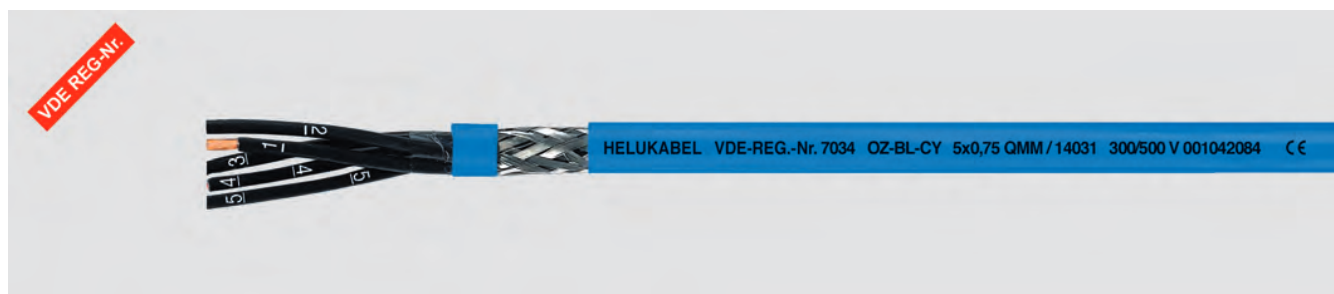 VDE REG-Nr.
2
1
3
4 4
5 5
HELUKABEL VDE-REG.-Nr. 7034 OZ-BL-CY 5x0,75 QMM / 14031 300/500 V 001042084 CE